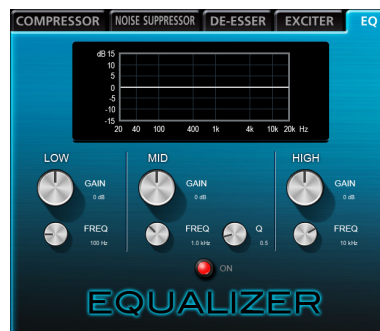 COMPRESSOR NOISE SUPPRESSOR DE-ESSER EXCITER EQ
dB 15
10
5
0
-5
-10
-15
20 40 100 400 1k 4k 10k 20k Hz
LOW MID HIGH
GAIN GAIN GAIN
0 dB 0 dB 0 dB
FREQ FREQ Q FREQ
100 Hz 1.0 kHz 0.5 10 kHz
ON
EQUALIZER